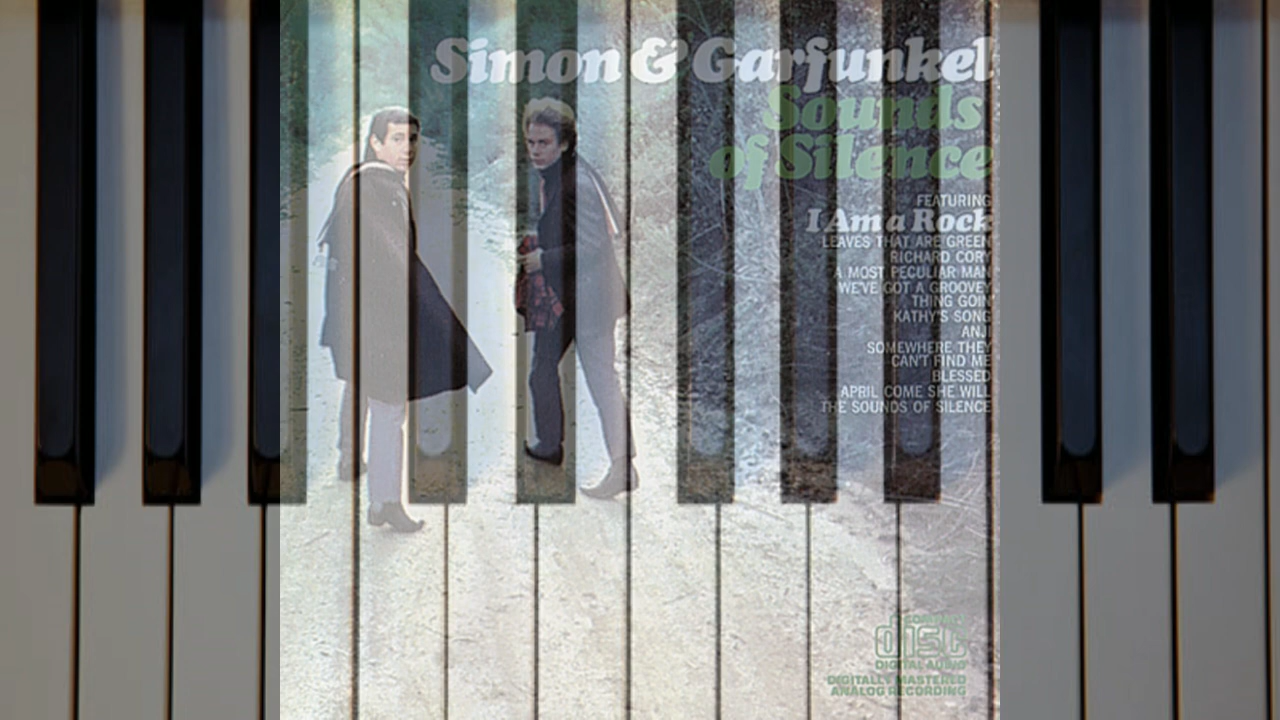 Simon & Garfunkel
Sounds
of Silence
FEATURING
I Am a Rock
LEAVES THAT ARE GREEN
RICHARD CORY
A MOST PECULIAR MAN
WE'VE GOT A GROOVEY
THING GOIN'
KATHY'S SONG
ANJI
SOMEWHERE THEY
CAN'T FIND ME
BLESSED
APRIL COME SHE WILL
THE SOUNDS OF SILENCE
COMPACT
disc
DIGITAL AUDIO
DIGITALLY MASTERED
ANALOG RECORDING